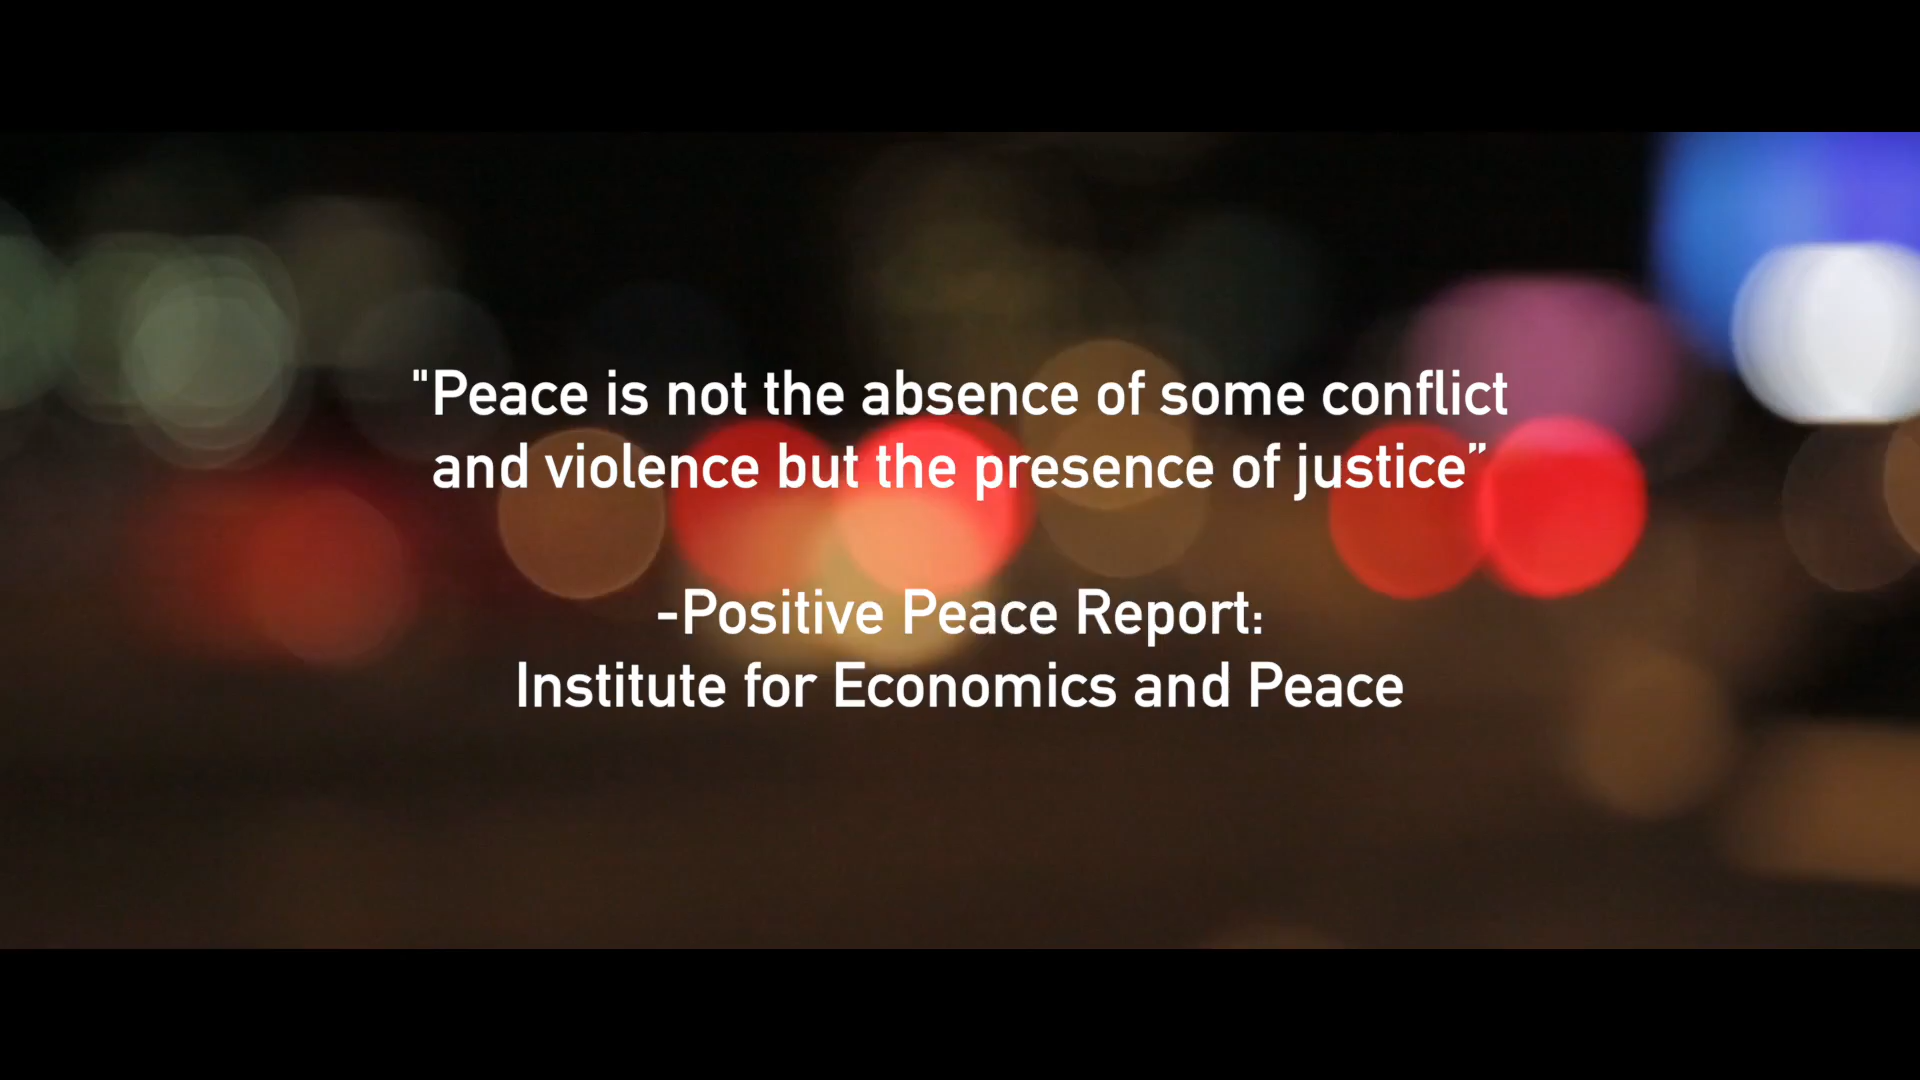 "Peace is not the absence of some conflict
and violence but the presence of justice”
-Positive Peace Report:
Institute for Economics and Peace